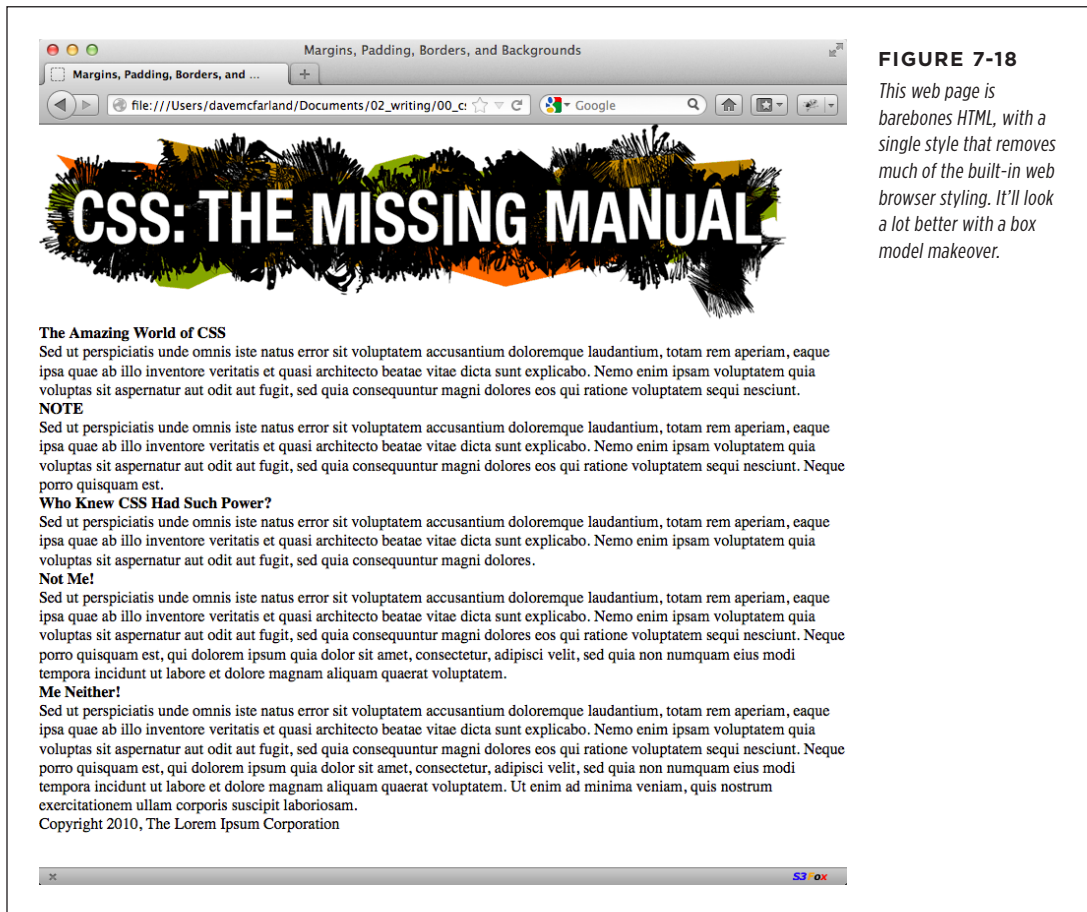 Margins, Padding, Borders, and Backgrounds
Margins, Padding, Borders, and ...
file:///Users/davemcfarland/Documents/02_writing/00_c
Google
CSS: THE MISSING MANUAL
The Amazing World of CSS
Sed ut perspiciatis unde omnis iste natus error sit voluptatem accusantium doloremque laudantium, totam rem aperiam, eaque
ipsa quae ab illo inventore veritatis et quasi architecto beatae vitae dicta sunt explicabo. Nemo enim ipsam voluptatem quia
voluptas sit aspernatur aut odit aut fugit, sed quia consequuntur magni dolores eos qui ratione voluptatem sequi nesciunt.
NOTE
Sed ut perspiciatis unde omnis iste natus error sit voluptatem accusantium doloremque laudantium, totam rem aperiam, eaque
ipsa quae ab illo inventore veritatis et quasi architecto beatae vitae dicta sunt explicabo. Nemo enim ipsam voluptatem quia
voluptas sit aspernatur aut odit aut fugit, sed quia consequuntur magni dolores eos qui ratione voluptatem sequi nesciunt. Neque
porro quisquam est.
Who Knew CSS Had Such Power?
Sed ut perspiciatis unde omnis iste natus error sit voluptatem accusantium doloremque laudantium, totam rem aperiam, eaque
ipsa quae ab illo inventore veritatis et quasi architecto beatae vitae dicta sunt explicabo. Nemo enim ipsam voluptatem quia
voluptas sit aspernatur aut odit aut fugit, sed quia consequuntur magni dolores.
Not Me!
Sed ut perspiciatis unde omnis iste natus error sit voluptatem accusantium doloremque laudantium, totam rem aperiam, eaque
ipsa quae ab illo inventore veritatis et quasi architecto beatae vitae dicta sunt explicabo. Nemo enim ipsam voluptatem quia
voluptas sit aspernatur aut odit aut fugit, sed quia consequuntur magni dolores eos qui ratione voluptatem sequi nesciunt. Neque
porro quisquam est, qui dolorem ipsum quia dolor sit amet, consectetur, adipisci velit, sed quia non numquam eius modi
tempora incidunt ut labore et dolore magnam aliquam quaerat voluptatem.
Me Neither!
Sed ut perspiciatis unde omnis iste natus error sit voluptatem accusantium doloremque laudantium, totam rem aperiam, eaque
ipsa quae ab illo inventore veritatis et quasi architecto beatae vitae dicta sunt explicabo. Nemo enim ipsam voluptatem quia
voluptas sit aspernatur aut odit aut fugit, sed quia consequuntur magni dolores eos qui ratione voluptatem sequi nesciunt. Neque
porro quisquam est, qui dolorem ipsum quia dolor sit amet, consectetur, adipisci velit, sed quia non numquam eius modi
tempora incidunt ut labore et dolore magnam aliquam quaerat voluptatem. Ut enim ad minima veniam, quis nostrum
exercitationem ullam corporis suscipit laboriosam.
Copyright 2010, The Lorem Ipsum Corporation
S3Fox
FIGURE 7-18
This web page is
barebones HTML, with a
single style that removes
much of the built-in web
browser styling. It'll look
a lot better with a box
model makeover.